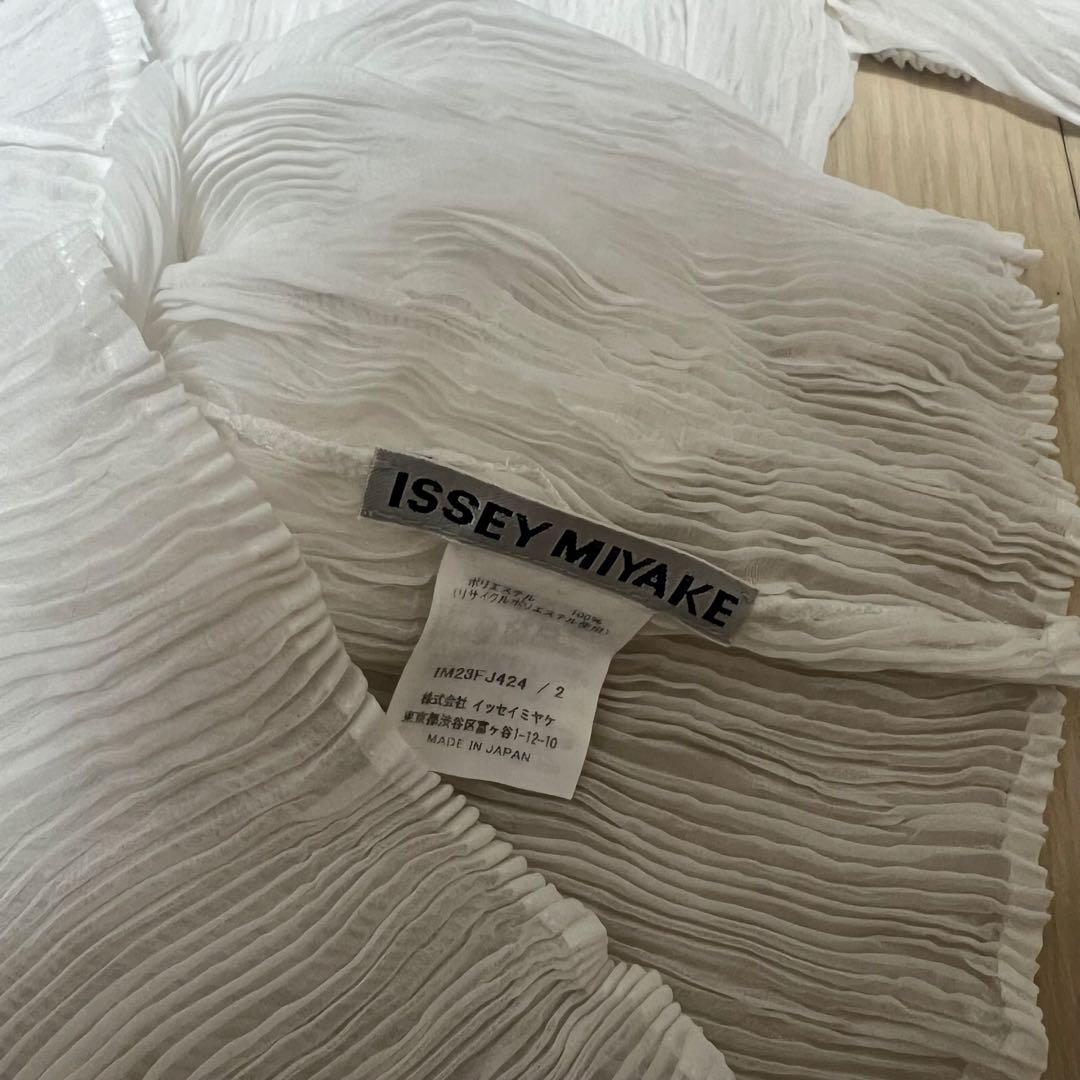 ISSEY MIYAKE
ポリエステル 100%
(リサイクルポリエステル使用)
IM23FJ424 / 2
株式会社 イッセイミヤケ
東京都渋谷区富ヶ谷1-12-10
MADE IN JAPAN